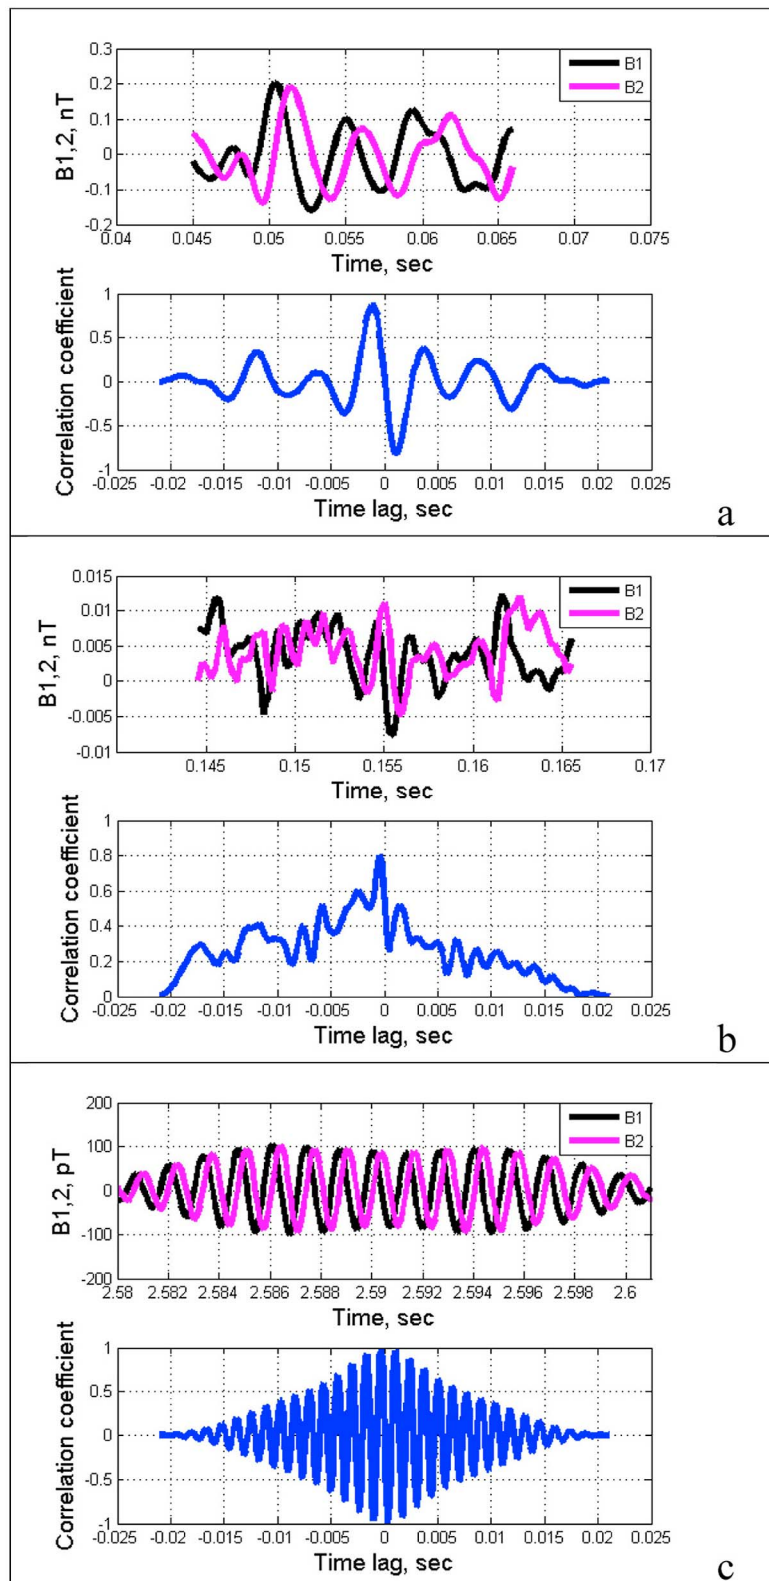 0.3
0.2
0.1
0
-0.1
-0.2
B1,2, nT
B1
B2
0.04 0.045 0.05 0.055 0.06 0.065 0.07 0.075
Time, sec
1
0.5
0
-0.5
-1
Correlation coefficient
-0.025 -0.02 -0.015 -0.01 -0.005 0 0.005 0.01 0.015 0.02 0.025
Time lag, sec
a
0.015
0.01
0.005
0
-0.005
-0.01
B1,2, nT
B1
B2
0.145 0.15 0.155 0.16 0.165 0.17
Time, sec
1
0.8
0.6
0.4
0.2
0
Correlation coefficient
-0.025 -0.02 -0.015 -0.01 -0.005 0 0.005 0.01 0.015 0.02 0.025
Time lag, sec
b
200
100
0
-100
-200
B1,2, pT
B1
B2
2.58 2.582 2.584 2.586 2.588 2.59 2.592 2.594 2.596 2.598 2.6
Time, sec
1
0.5
0
-0.5
-1
Correlation coefficient
-0.025 -0.02 -0.015 -0.01 -0.005 0 0.005 0.01 0.015 0.02 0.025
Time lag, sec
c